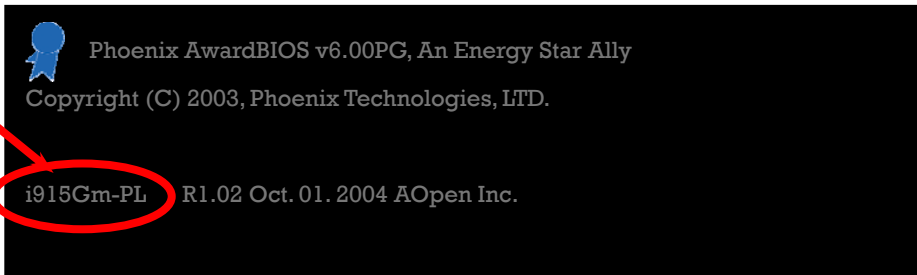 Phoenix AwardBIOS v6.00PG, An Energy Star Ally
Copyright (C) 2003, Phoenix Technologies, LTD.
i915Gm-PL R1.02 Oct. 01. 2004 AOpen Inc.